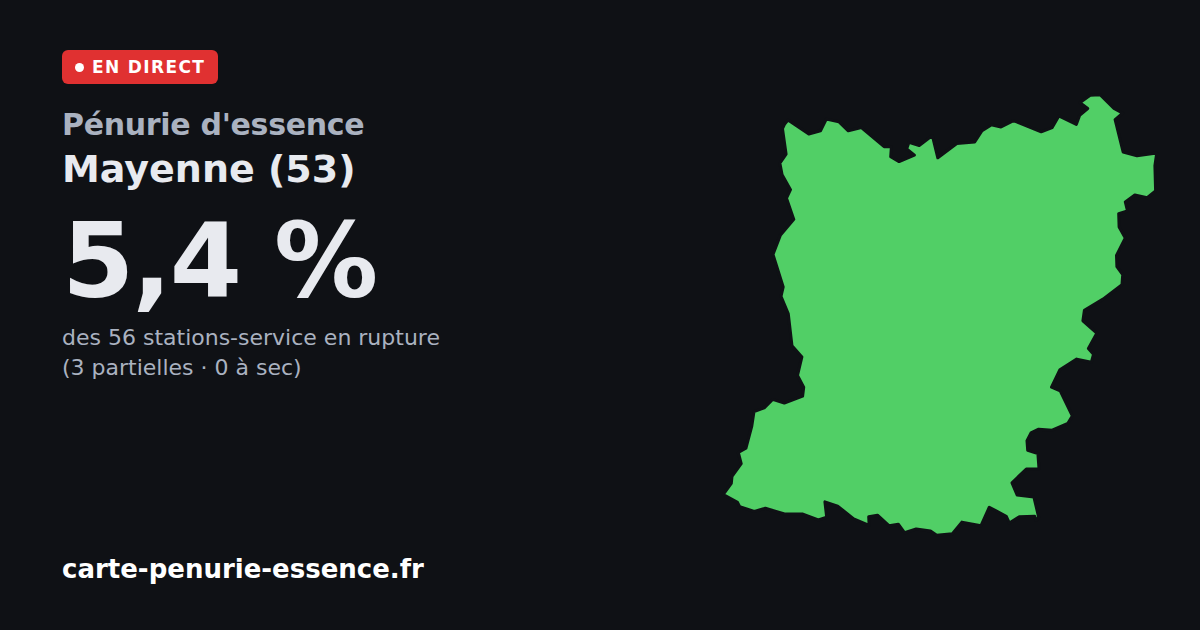 EN DIRECT
Pénurie d'essence
Mayenne (53)
5,4 %
des 56 stations-service en rupture
(3 partielles · 0 à sec)
carte-penurie-essence.fr